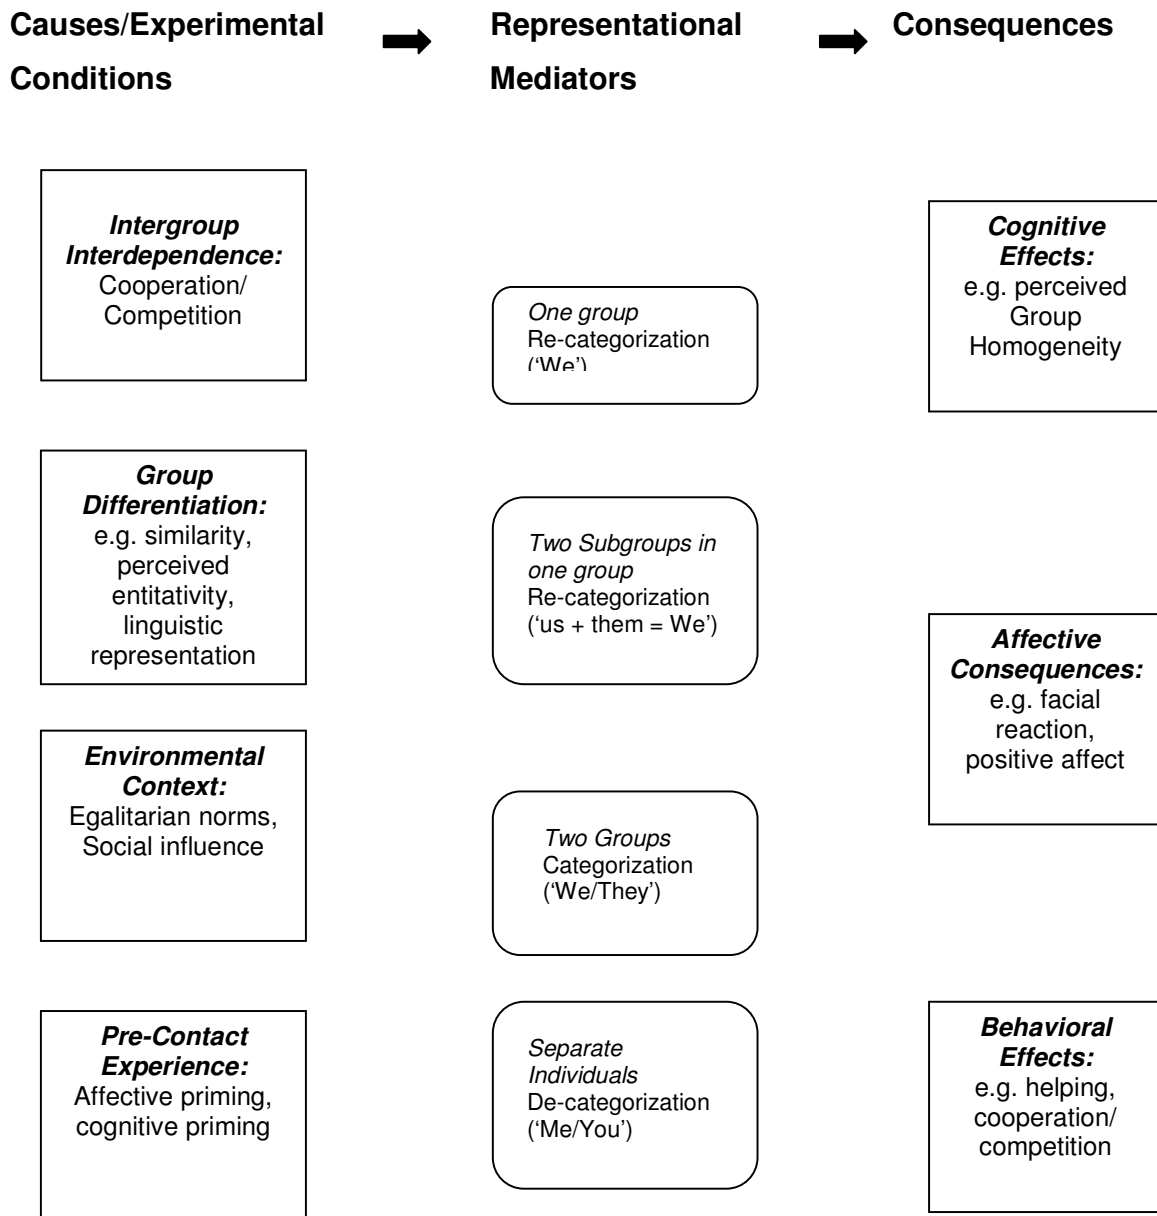 Causes/Experimental
Conditions
Representational
Mediators
Consequences
Intergroup
Interdependence:
Cooperation/
Competition
Group
Differentiation:
e.g. similarity,
perceived
entitativity,
linguistic
representation
Environmental
Context:
Egalitarian norms,
Social influence
Pre-Contact
Experience:
Affective priming,
cognitive priming
One group
Re-categorization
(‘We’)
Two Subgroups in
one group
Re-categorization
(‘us + them = We’)
Two Groups
Categorization
(‘We/They’)
Separate
Individuals
De-categorization
(‘Me/You’)
Cognitive
Effects:
e.g. perceived
Group
Homogeneity
Affective
Consequences:
e.g. facial
reaction,
positive affect
Behavioral
Effects:
e.g. helping,
cooperation/
competition